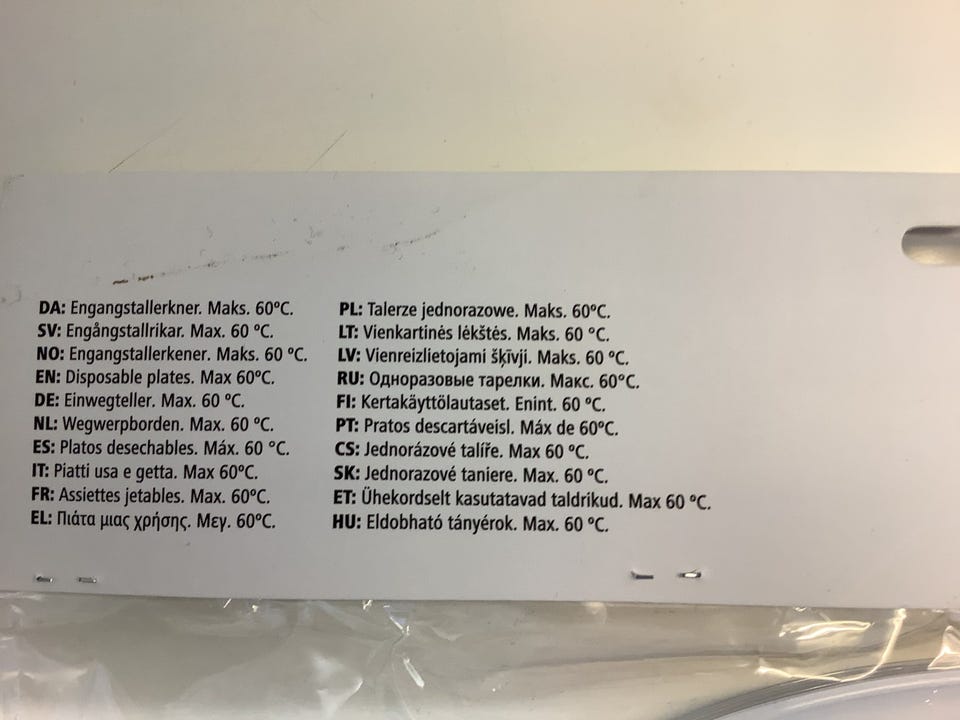 DA: Engangstallerkner. Maks. 60ºC.
SV: Engångstallrikar. Max. 60 ºC.
NO: Engangstallerkener. Maks. 60 ºC.
EN: Disposable plates. Max 60ºC.
DE: Einwegteller. Max. 60 ºC.
NL: Wegwerpborden. Max. 60 ºC.
ES: Platos desechables. Máx. 60 ºC.
IT: Piatti usa e getta. Max 60ºC.
FR: Assiettes jetables. Max. 60ºC.
EL: Πιάτα μιας χρήσης. Μεγ. 60ºC.
PL: Talerze jednorazowe. Maks. 60ºC.
LT: Vienkartinės lėkštės. Maks. 60 ºC.
LV: Vienreizlietojami šķīvji. Maks. 60 ºC.
RU: Одноразовые тарелки. Макс. 60ºC.
FI: Kertakäyttölautaset. Enint. 60 ºC.
PT: Pratos descartáveisl. Máx de 60ºC.
CS: Jednorázové talíře. Max 60 ºC.
SK: Jednorazové taniere. Max. 60 ºC.
ET: Ühekordselt kasutatavad taldrikud. Max 60 ºC.
HU: Eldobható tányérok. Max. 60 ºC.